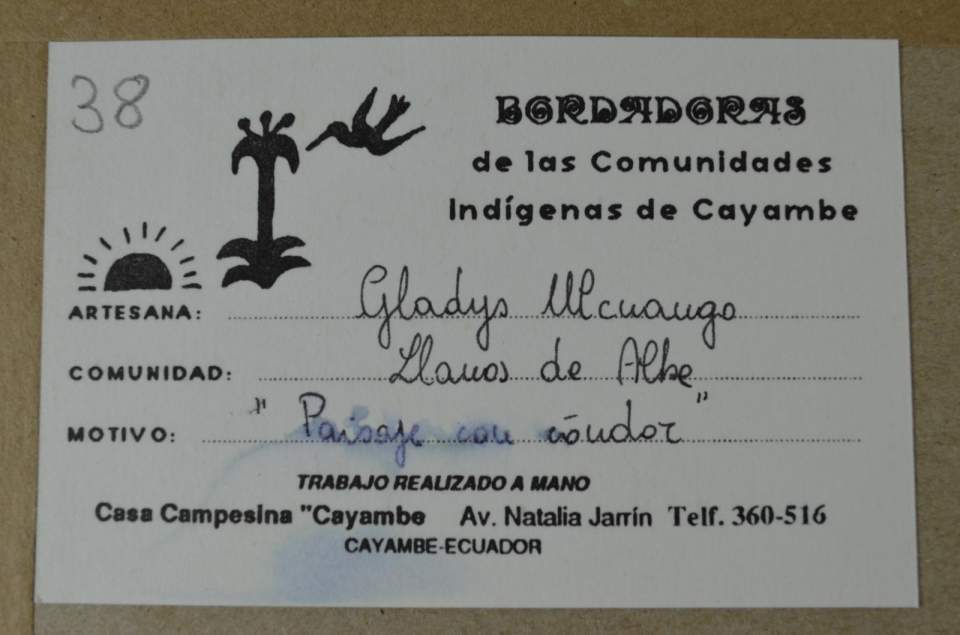 38
BORDADORAS
de las Comunidades
Indígenas de Cayambe
ARTESANA: Gladys Ulcuango
COMUNIDAD: Llanos de Albe
MOTIVO: "Paisaje con cóndor"
TRABAJO REALIZADO A MANO
Casa Campesina "Cayambe Av. Natalia Jarrín Telf. 360-516
CAYAMBE-ECUADOR